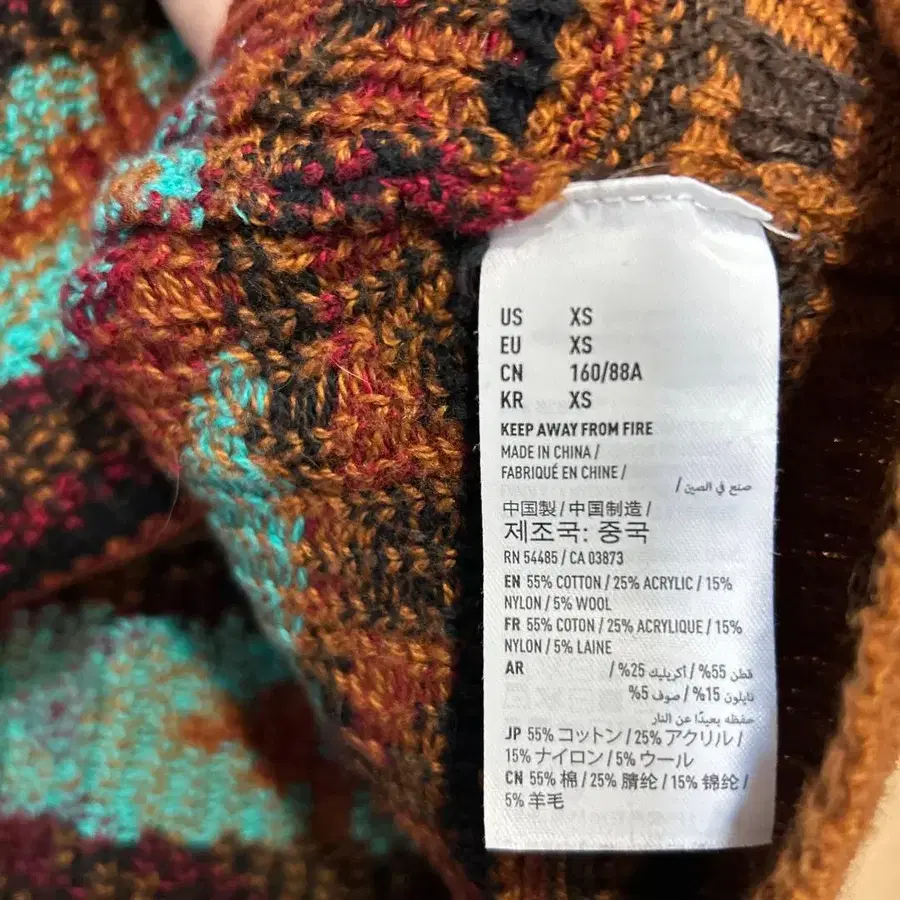 US XS
EU XS
CN 160/88A
KR XS
KEEP AWAY FROM FIRE
MADE IN CHINA /
FABRIQUÉ EN CHINE /
صنع في الصين /
中国製 / 中国制造 /
제조국: 중국
RN 54485 / CA 03873
EN 55% COTTON / 25% ACRYLIC / 15%
NYLON / 5% WOOL
FR 55% COTON / 25% ACRYLIQUE / 15%
NYLON / 5% LAINE
AR قطن 55% / أكريليك 25% /
نايلون 15% / صوف 5%
حفظه بعيدًا عن النار
JP 55% コットン / 25% アクリル /
15% ナイロン / 5% ウール
CN 55% 棉 / 25% 腈纶 / 15% 锦纶 /
5% 羊毛